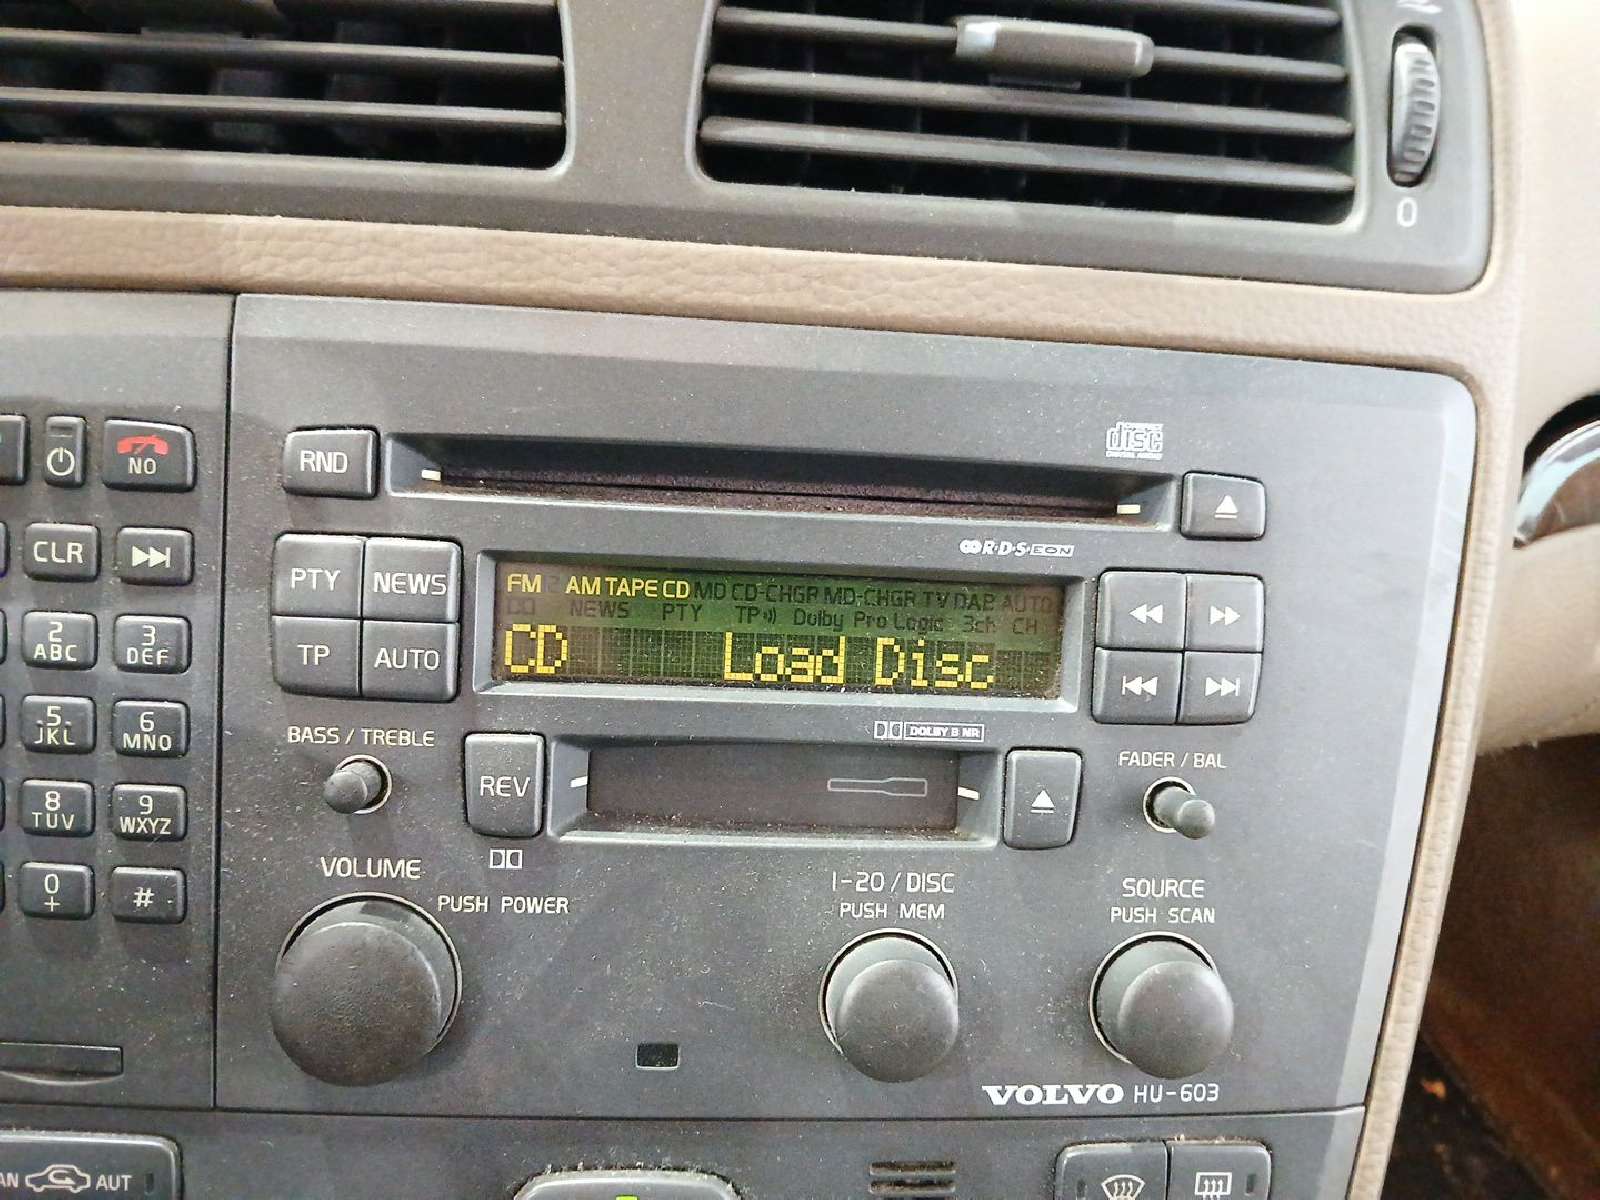 0
NO
RND
disc
CLR
PTY
NEWS
R·D·S·EON
FM AM TAPE CD MD CD-CHGR MD-CHGR TV DAB AUTO
NEWS PTY TP Dolby Pro Logic 3ch CH
CD Load Disc
TP
AUTO
2
ABC
3
DEF
5
JKL
6
MNO
BASS / TREBLE
DOLBY B NR
FADER / BAL
REV
8
TUV
9
WXYZ
VOLUME
PUSH POWER
1-20 / DISC
PUSH MEM
SOURCE
PUSH SCAN
0
+
#
VOLVO HU-603
AUT